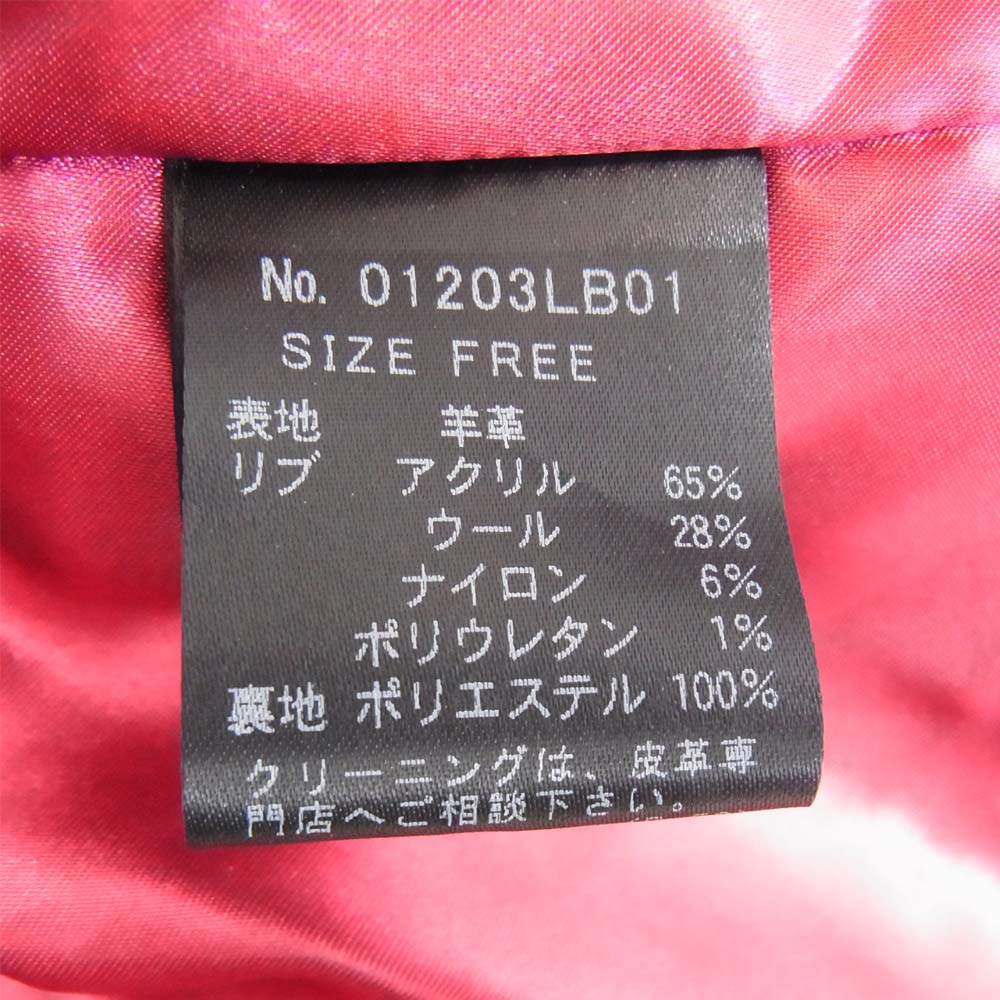 No. 01203LB01
SIZE FREE
表地 羊革
リブ アクリル 65%
ウール 28%
ナイロン 6%
ポリウレタン 1%
裏地 ポリエステル 100%
クリーニングは、皮革専
門店へご相談下さい。